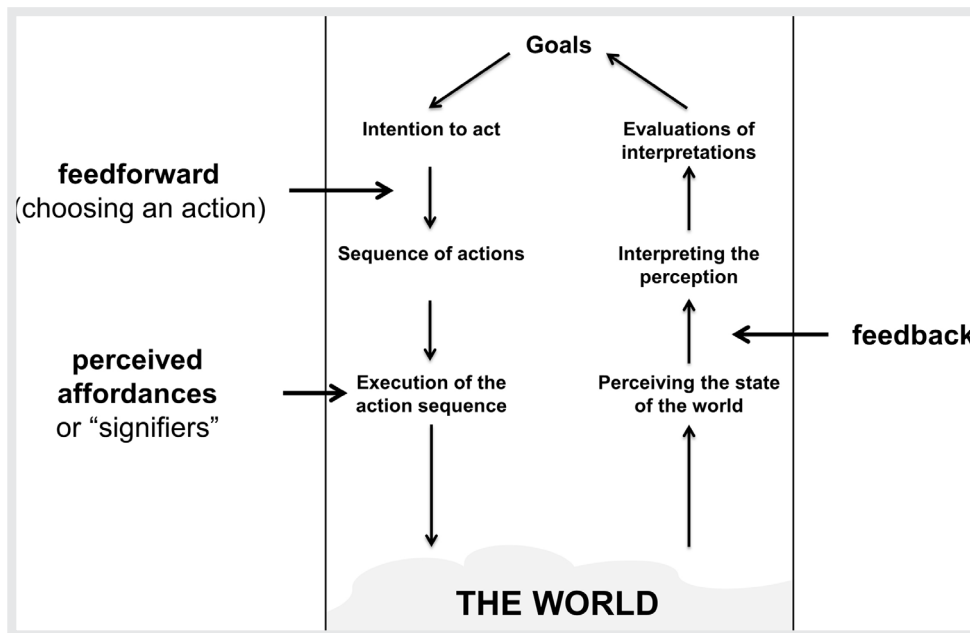 Goals
Intention to act
Evaluations of
interpretations
feedforward
(choosing an action)
Sequence of actions
Interpreting the
perception
feedback
perceived
affordances
or “signifiers”
Execution of the
action sequence
Perceiving the state
of the world
THE WORLD